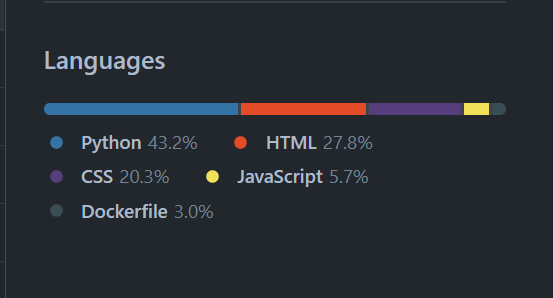 Languages
Python 43.2% HTML 27.8%
CSS 20.3% JavaScript 5.7%
Dockerfile 3.0%